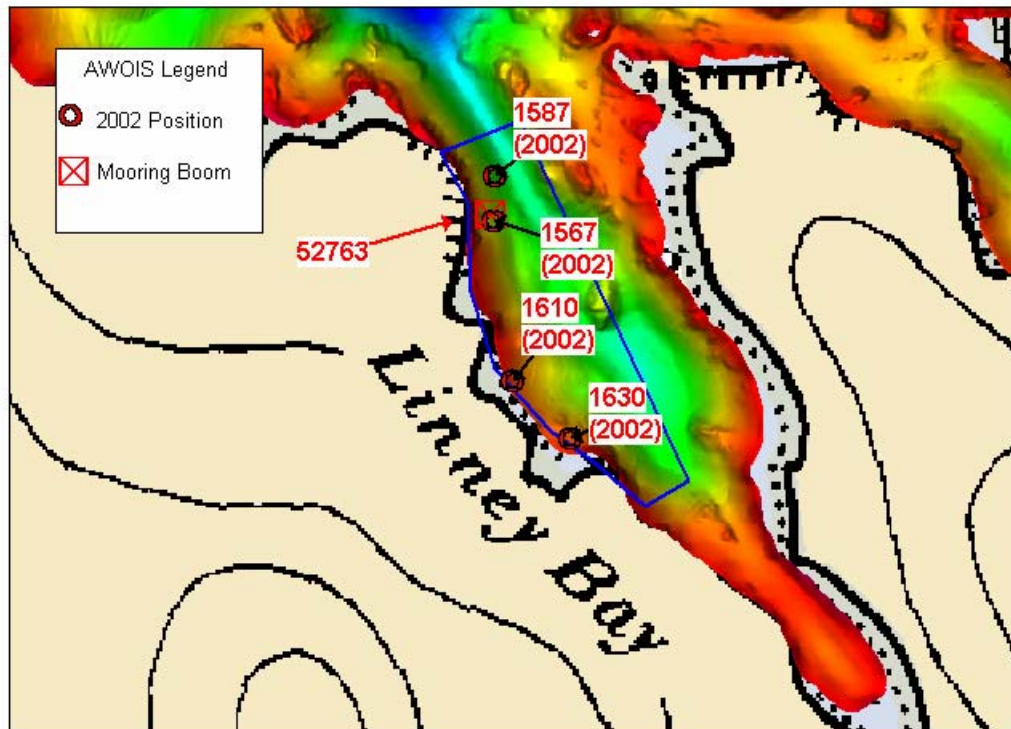 AWOIS Legend
2002 Position
Mooring Boom
1587
(2002)
52763
1567
(2002)
1610
(2002)
1630
(2002)
Linney Bay